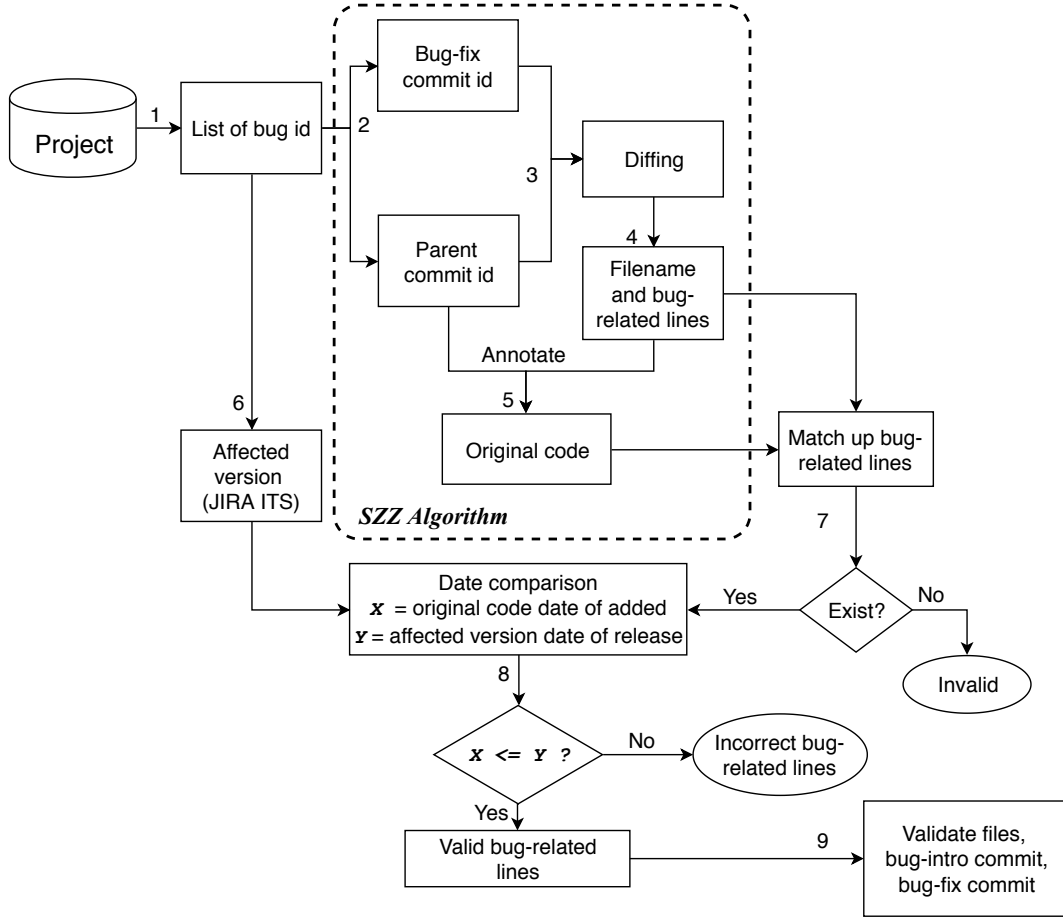 Bug-fix
commit id
Project
1
List of bug id
2
3
Diffing
Parent
commit id
4
Filename
and bug-
related lines
Annotate
5
Original code
6
Affected
version
(JIRA ITS)
Match up bug-
related lines
SZZ Algorithm
7
Date comparison
X = original code date of added
Y = affected version date of release
Yes
Exist?
No
Invalid
8
X <= Y ?
No
Incorrect bug-
related lines
Yes
Valid bug-related
lines
9
Validate files,
bug-intro commit,
bug-fix commit